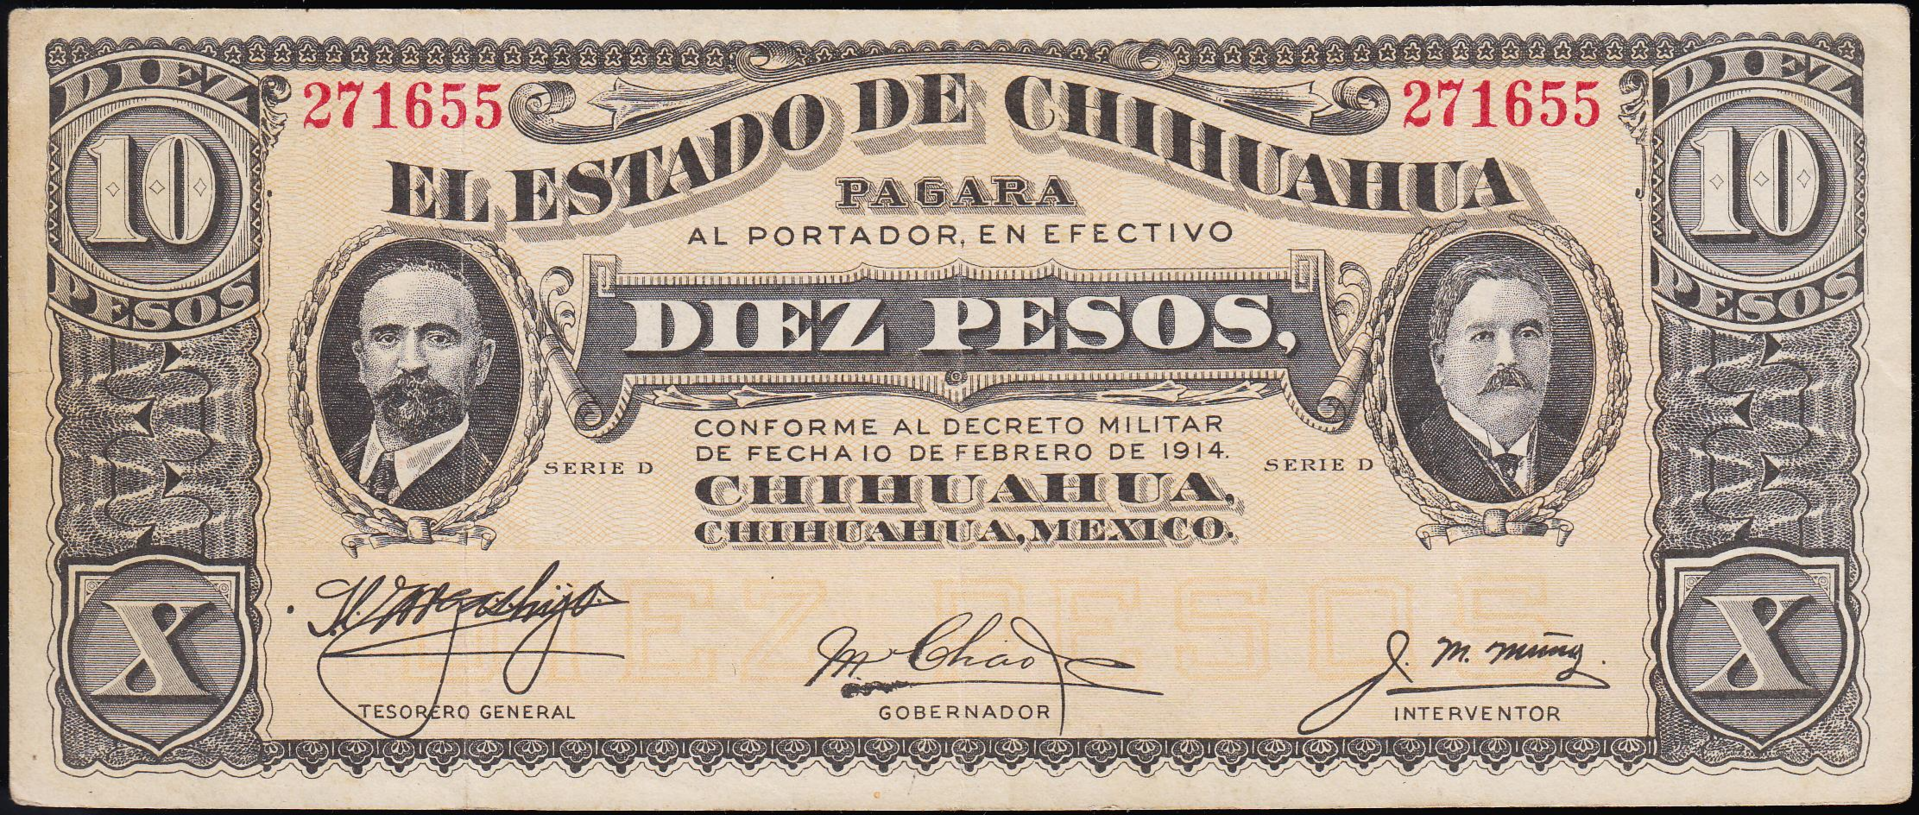 DIEZ 10 PESOS
271655
271655
DIEZ 10 PESOS
EL ESTADO DE CHIHUAHUA
PAGARA
AL PORTADOR, EN EFECTIVO
DIEZ PESOS,
CONFORME AL DECRETO MILITAR
DE FECHA 10 DE FEBRERO DE 1914.
SERIE D
SERIE D
CHIHUAHUA,
CHIHUAHUA, MEXICO.
DIEZ PESOS
X
X
M Chao
J. M. Muñoz.
TESORERO GENERAL
GOBERNADOR
INTERVENTOR